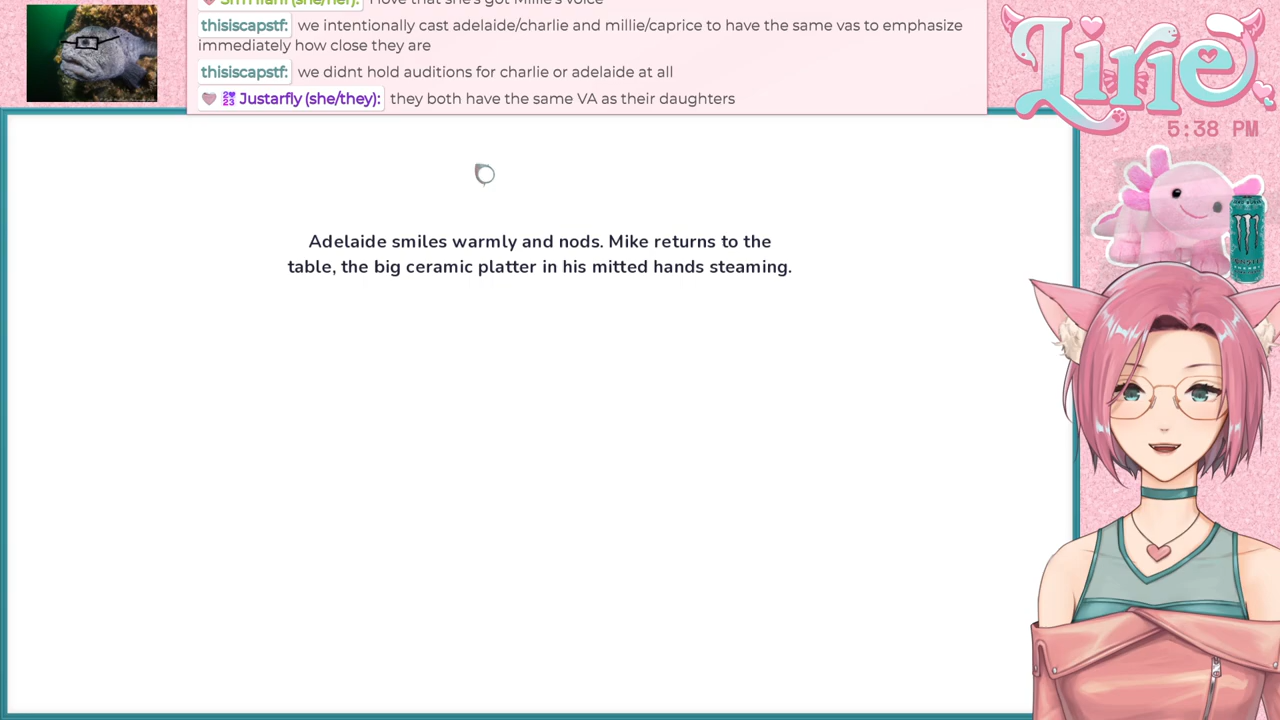 thisiscapstf: we intentionally cast adelaide/charlie and millie/caprice to have the same vas to emphasize
immediately how close they are
thisiscapstf: we didnt hold auditions for charlie or adelaide at all
Justarfly (she/they): they both have the same VA as their daughters
Lirie
5:38 PM
Adelaide smiles warmly and nods. Mike returns to the
table, the big ceramic platter in his mitted hands steaming.